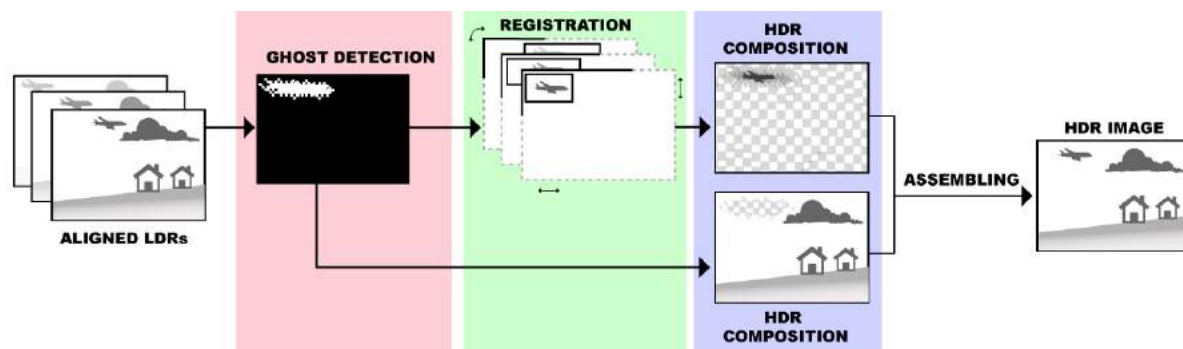 ALIGNED LDRs
GHOST DETECTION
REGISTRATION
HDR
COMPOSITION
HDR
COMPOSITION
ASSEMBLING
HDR IMAGE